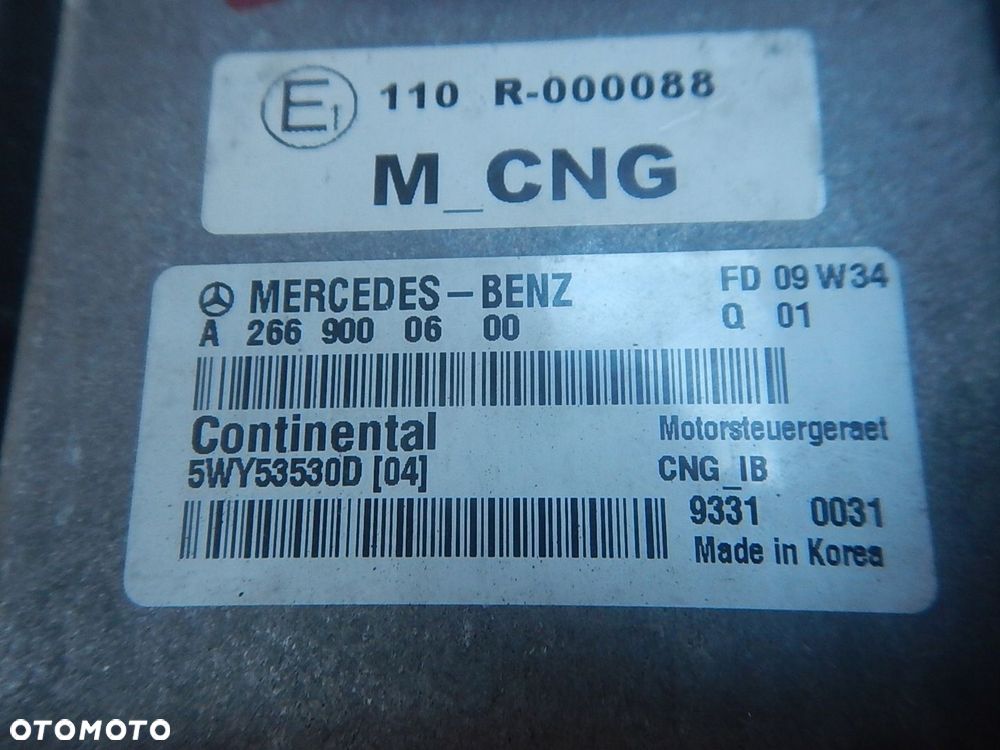 E1 110 R-000088
M_CNG
MERCEDES-BENZ FD 09 W34
A 266 900 06 00 Q 01
Continental Motorsteuergeraet
5WY53530D [04] CNG_IB
9331 0031
Made in Korea
OTOMOTO